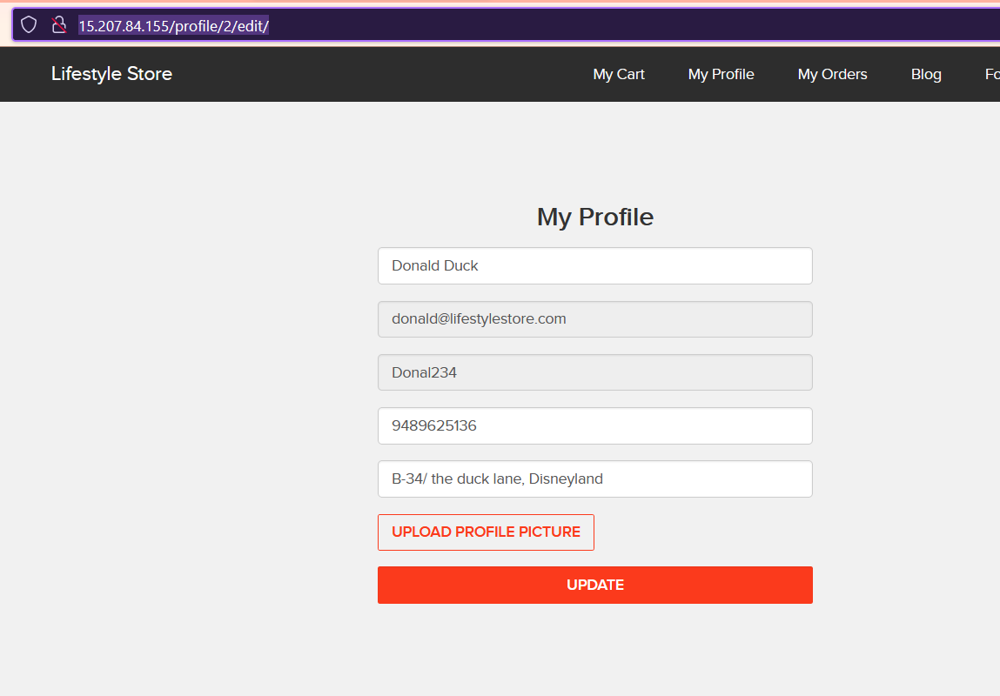 15.207.84.155/profile/2/edit/
Lifestyle Store My Cart My Profile My Orders Blog
My Profile
Donald Duck
donald@lifestylestore.com
Donal234
9489625136
B-34/ the duck lane, Disneyland
UPLOAD PROFILE PICTURE
UPDATE